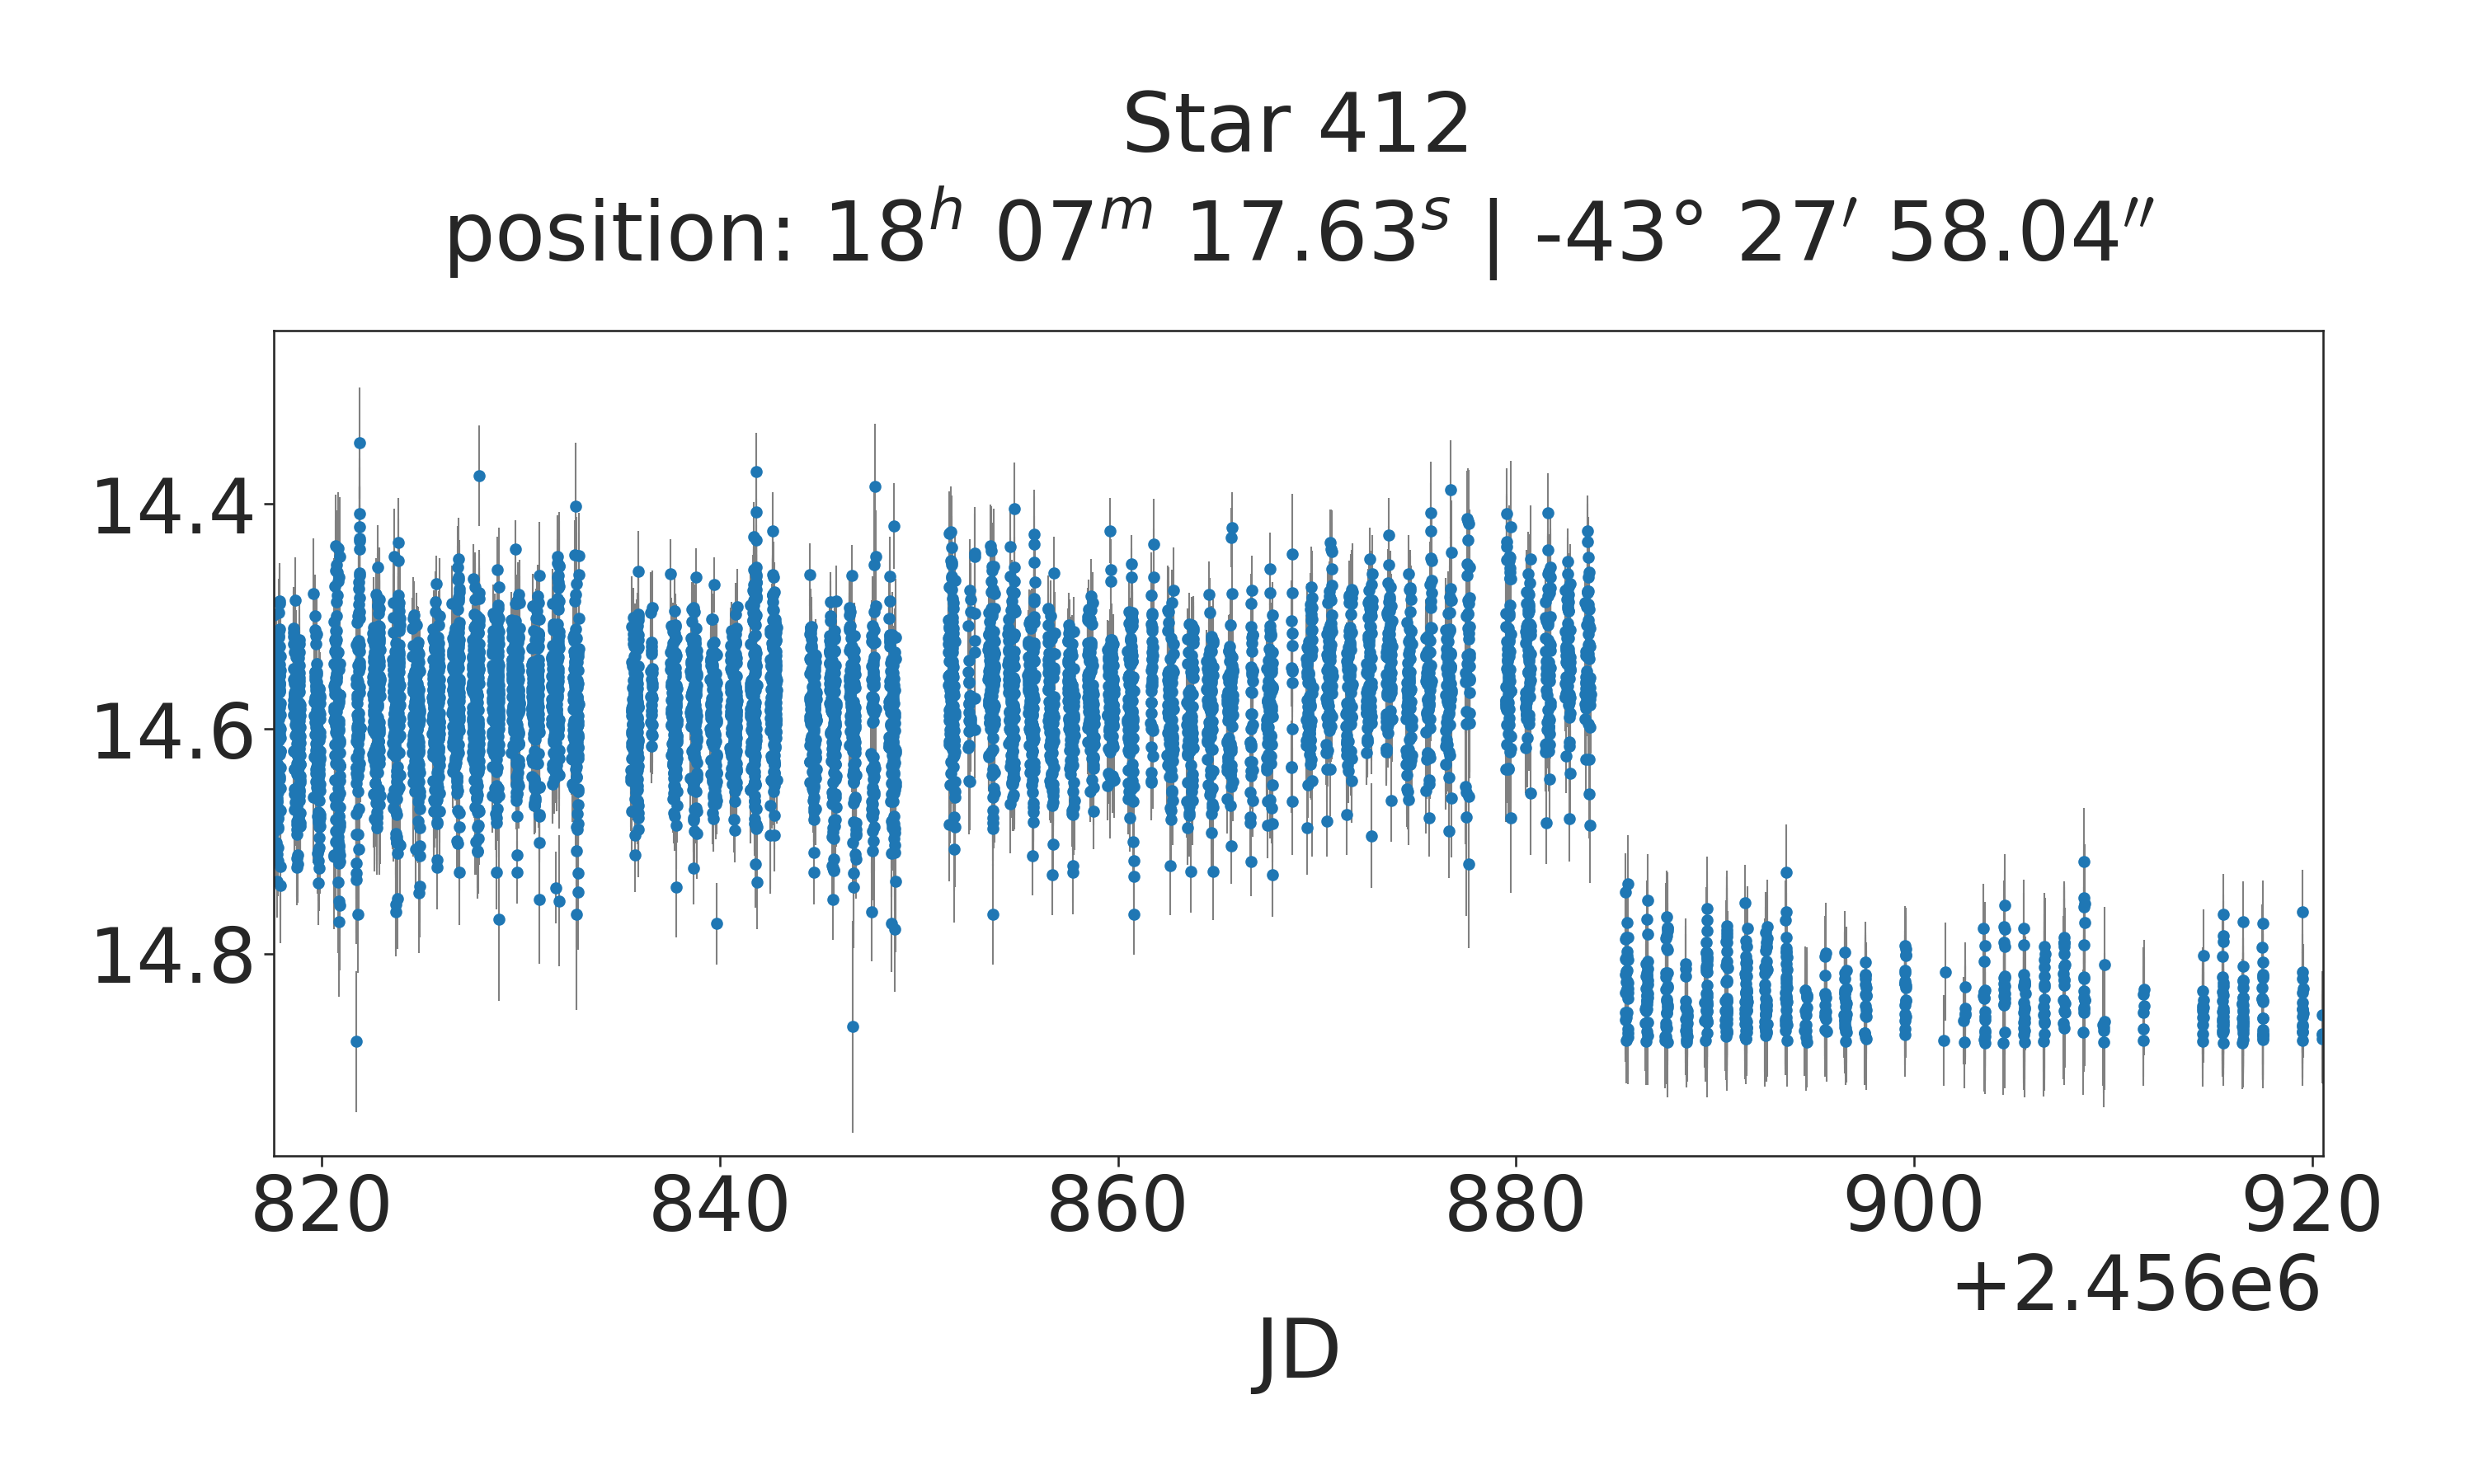 Star 412
position: 18ʰ 07ᵐ 17.63ˢ | -43° 27′ 58.04″
14.4
14.6
14.8
820 840 860 880 900 920
+2.456e6
JD